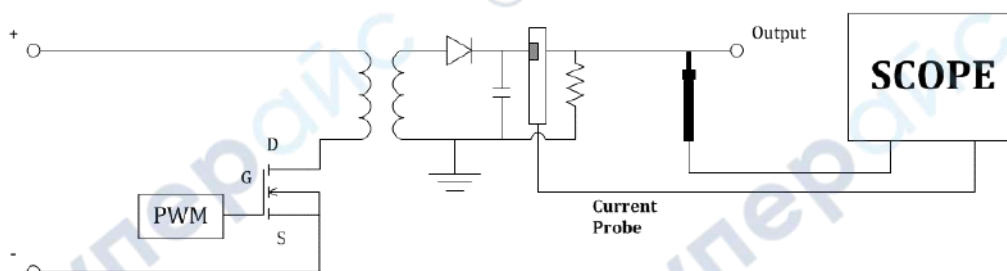 +
Output
SCOPE
D
G
PWM
S
Current
Probe
-